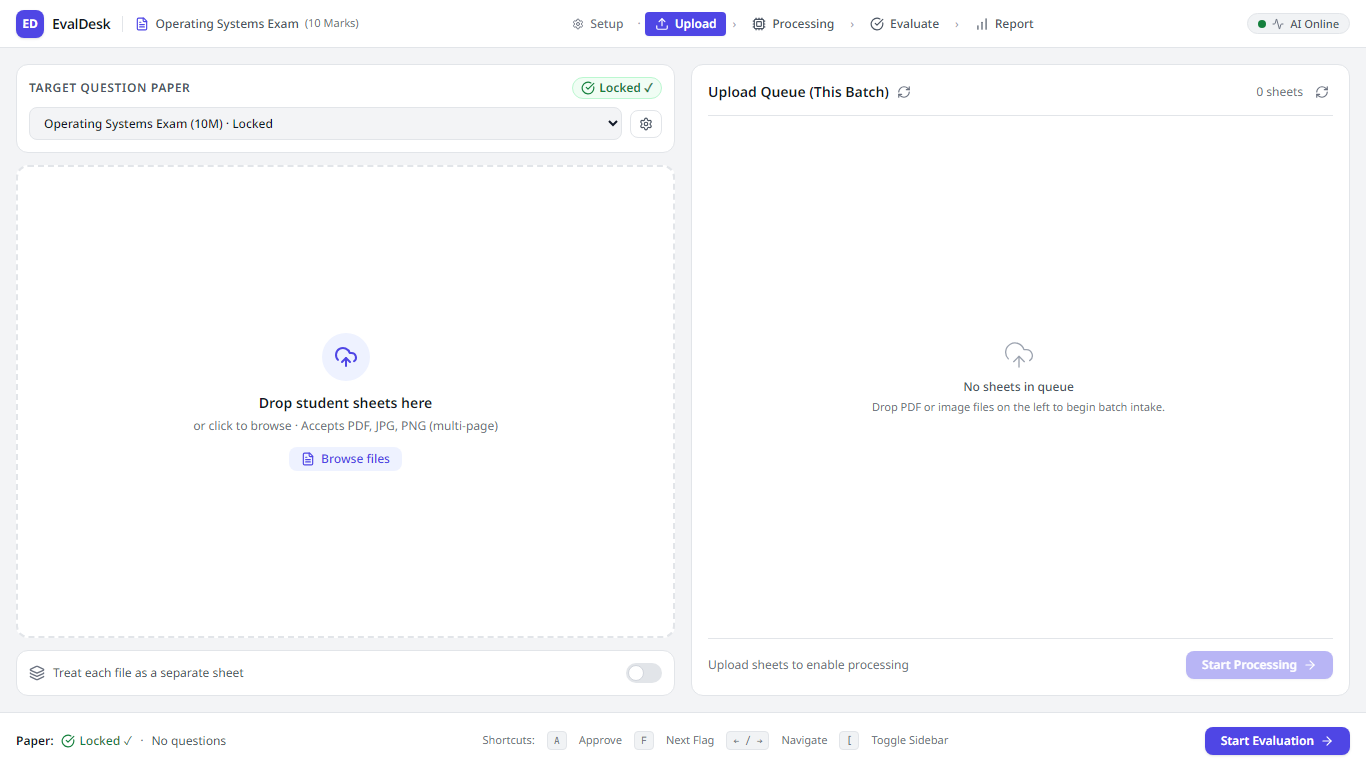 ED EvalDesk Operating Systems Exam (10 Marks) Setup · Upload › Processing › Evaluate › Report AI Online
TARGET QUESTION PAPER Locked ✓
Operating Systems Exam (10M) · Locked
Drop student sheets here
or click to browse · Accepts PDF, JPG, PNG (multi-page)
Browse files
Treat each file as a separate sheet
Upload Queue (This Batch) 0 sheets
No sheets in queue
Drop PDF or image files on the left to begin batch intake.
Upload sheets to enable processing Start Processing →
Paper: Locked ✓ · No questions Shortcuts: A Approve F Next Flag ← / → Navigate [ Toggle Sidebar Start Evaluation →